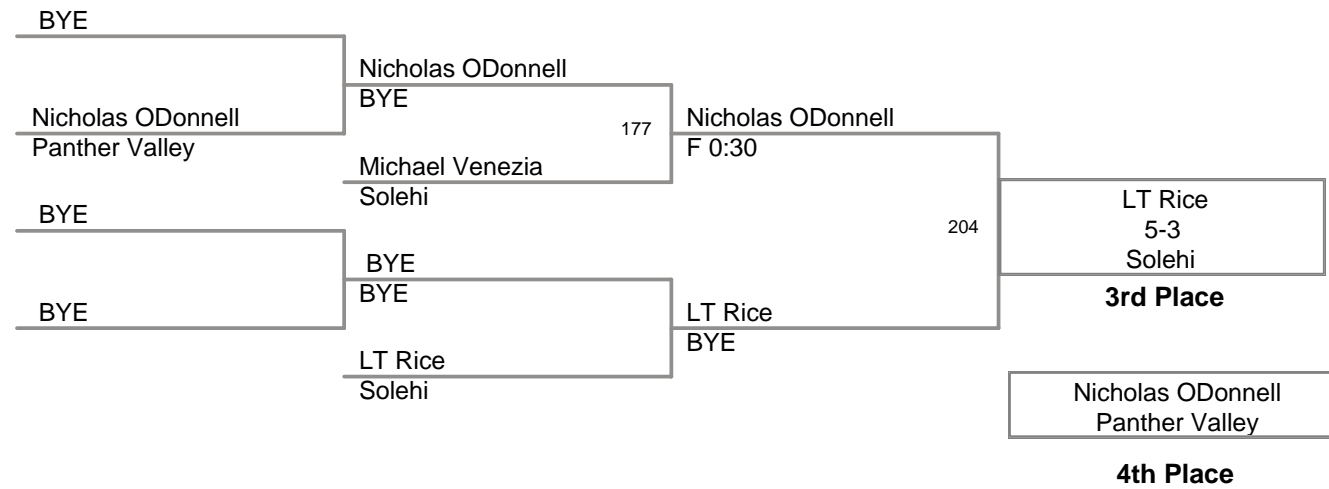 BYE
Nicholas ODonnell
BYE
Nicholas ODonnell
Panther Valley
177
Nicholas ODonnell
F 0:30
Michael Venezia
Solehi
BYE
LT Rice
5-3
Solehi
204
BYE
BYE
3rd Place
BYE
LT Rice
BYE
LT Rice
Solehi
Nicholas ODonnell
Panther Valley
4th Place